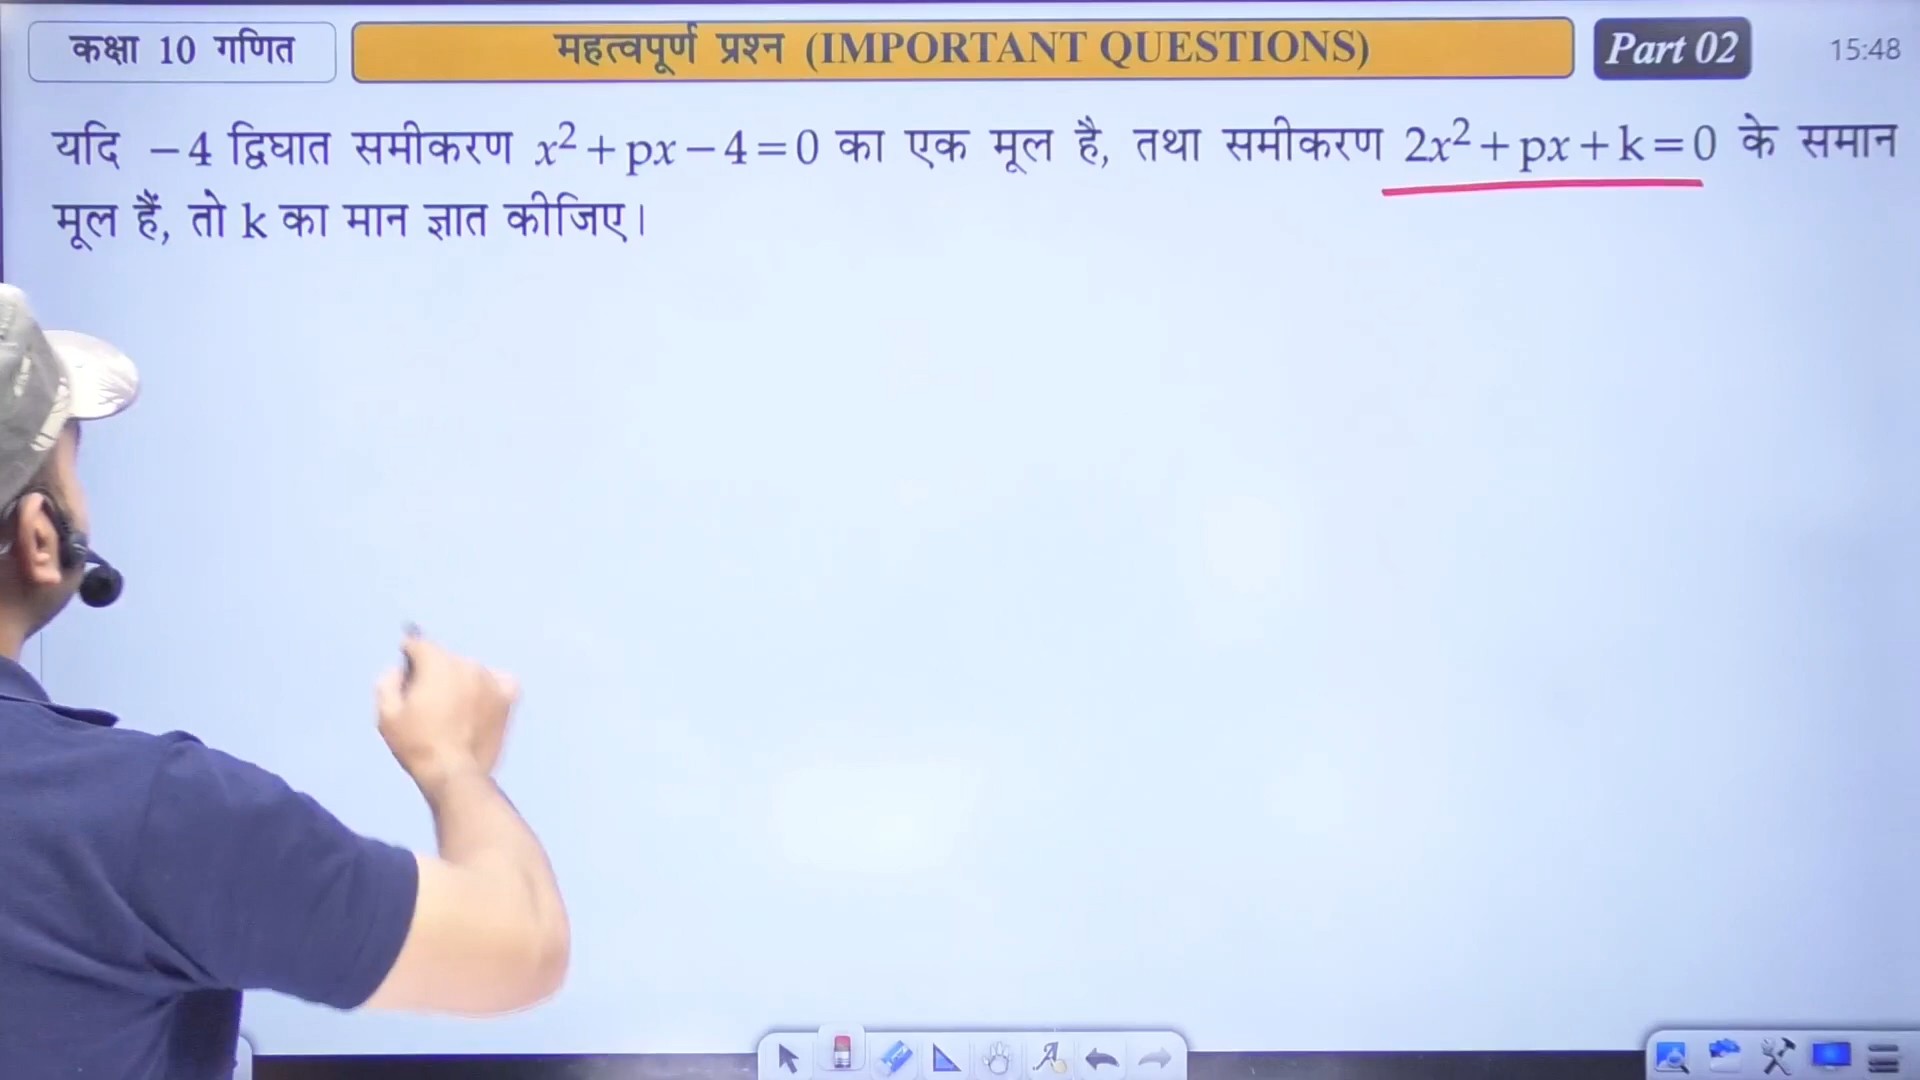 कक्षा 10 गणित महत्वपूर्ण प्रश्न (IMPORTANT QUESTIONS) Part 02 15:48
यदि −4 द्विघात समीकरण x²+px−4=0 का एक मूल है, तथा समीकरण 2x²+px+k=0 के समान
मूल हैं, तो k का मान ज्ञात कीजिए।